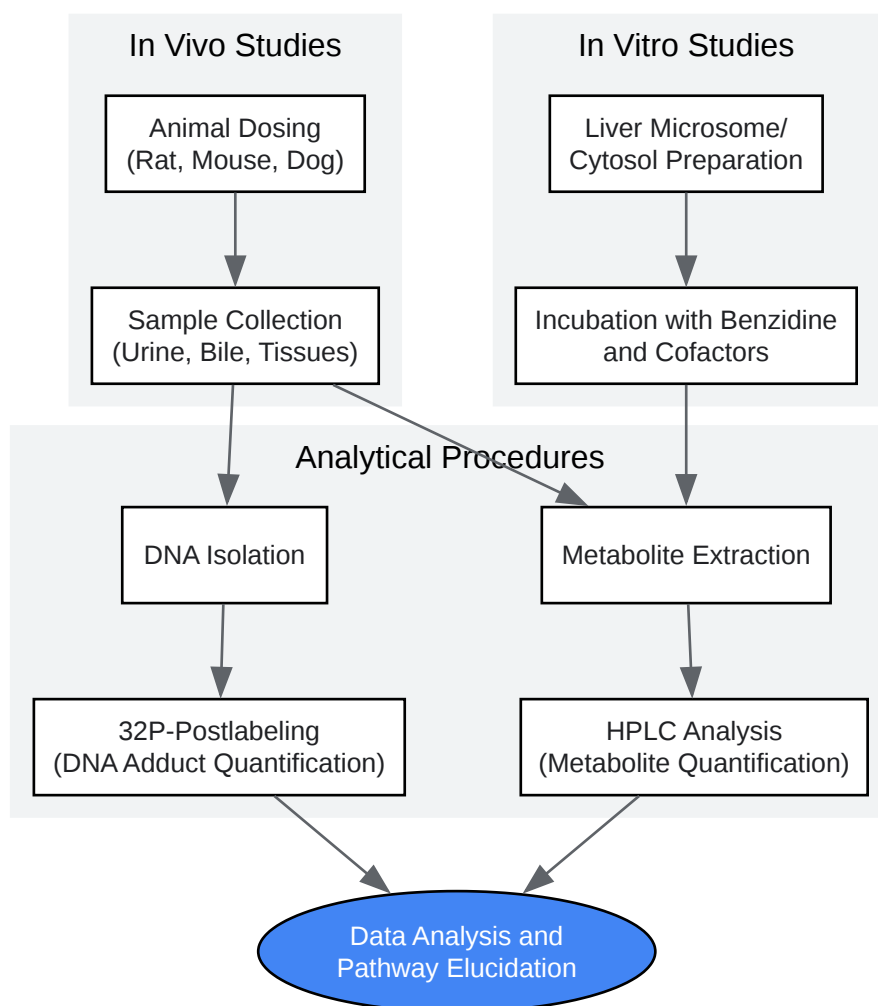 In Vivo Studies
In Vitro Studies
Animal Dosing
(Rat, Mouse, Dog)
Liver Microsome/
Cytosol Preparation
Sample Collection
(Urine, Bile, Tissues)
Incubation with Benzidine
and Cofactors
Analytical Procedures
DNA Isolation
Metabolite Extraction
32P-Postlabeling
(DNA Adduct Quantification)
HPLC Analysis
(Metabolite Quantification)
Data Analysis and
Pathway Elucidation